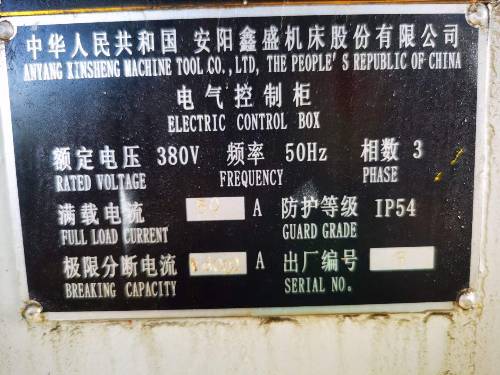 中华人民共和国 安阳鑫盛机床股份有限公司
ANYANG XINSHENG MACHINE TOOL CO., LTD, THE PEOPLE'S REPUBLIC OF CHINA
电气控制柜
ELECTRIC CONTROL BOX
额定电压 380V 频率 50Hz 相数 3
RATED VOLTAGE FREQUENCY PHASE
满载电流 A 防护等级 IP54
FULL LOAD CURRENT GUARD GRADE
极限分断电流 A 出厂编号
BREAKING CAPACITY SERIAL NO.